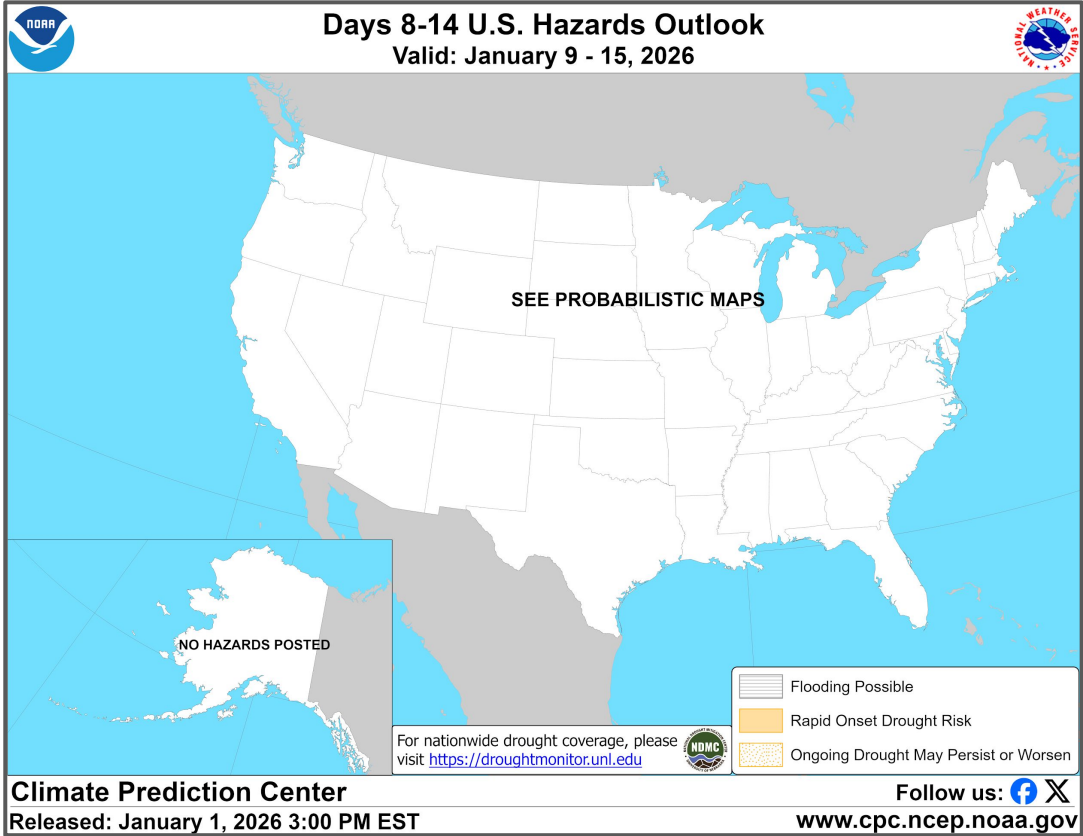 NOAA
Days 8-14 U.S. Hazards Outlook
Valid: January 9 - 15, 2026
NATIONAL WEATHER SERVICE
SEE PROBABILISTIC MAPS
NO HAZARDS POSTED
Flooding Possible
Rapid Onset Drought Risk
Ongoing Drought May Persist or Worsen
For nationwide drought coverage, please
visit https://droughtmonitor.unl.edu
NDMC
Climate Prediction Center
Follow us:
Released: January 1, 2026 3:00 PM EST
www.cpc.ncep.noaa.gov